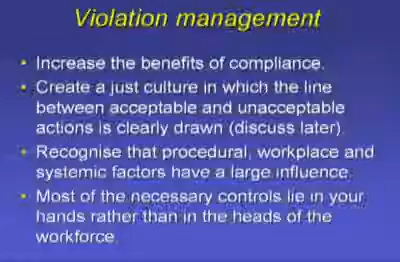 Violation management
• Increase the benefits of compliance.
• Create a just culture in which the line
between acceptable and unacceptable
actions is clearly drawn (discuss later).
• Recognise that procedural, workplace and
systemic factors have a large influence.
• Most of the necessary controls lie in your
hands rather than in the heads of the
workforce.